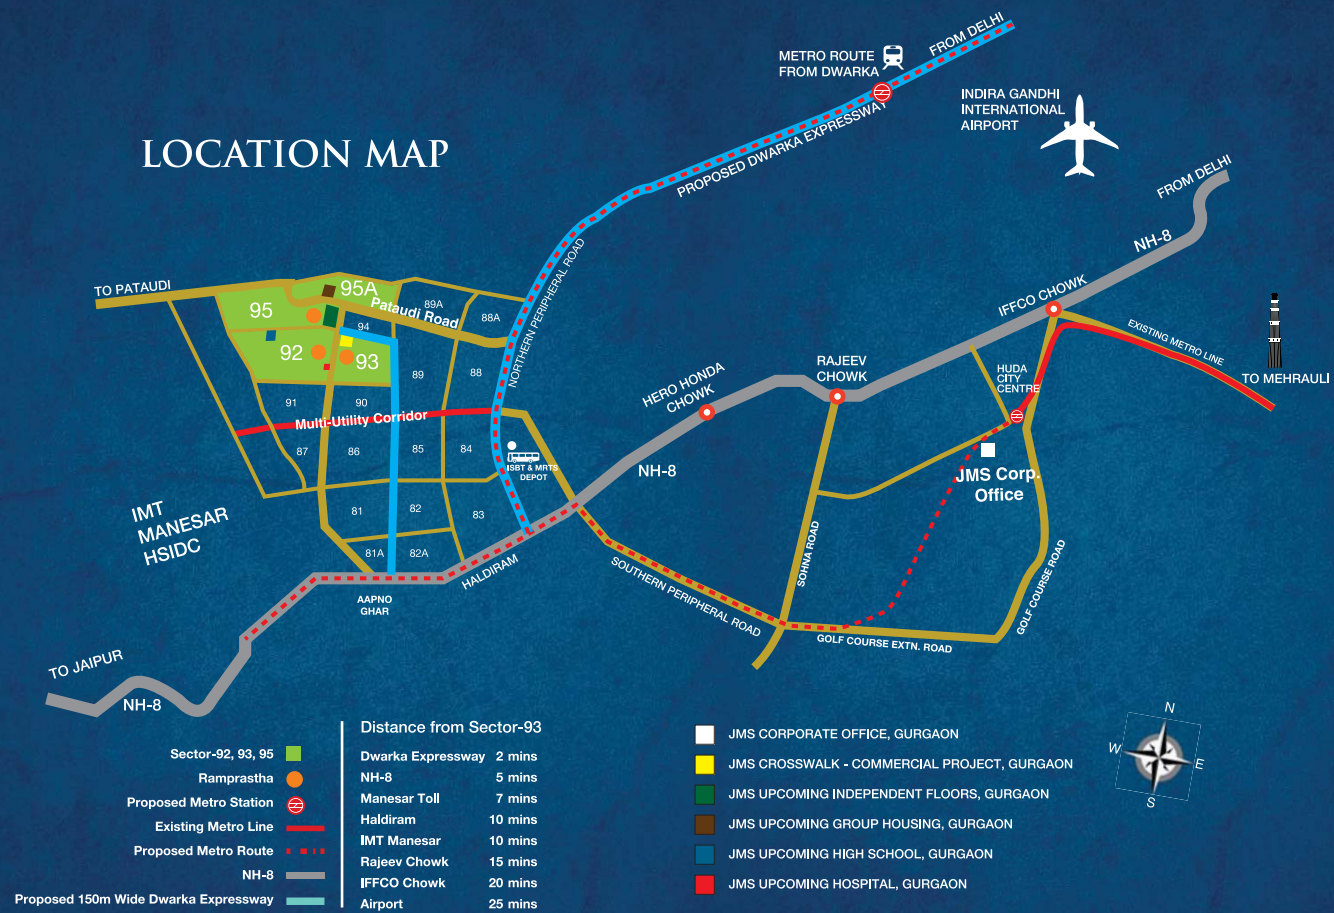 LOCATION MAP
METRO ROUTE
FROM DWARKA
FROM DELHI
PROPOSED DWARKA EXPRESSWAY
INDIRA GANDHI
INTERNATIONAL
AIRPORT
FROM DELHI
NH-8
IFFCO CHOWK
EXISTING METRO LINE
TO MEHRAULI
HUDA
CITY
CENTRE
RAJEEV
CHOWK
HERO HONDA
CHOWK
NH-8
JMS Corp.
Office
NORTHERN PERIPHERAL ROAD
TO PATAUDI
95
95A
Pataudi Road
89A
88A
94
92
93
89
88
91
90
Multi-Utility Corridor
87
86
85
84
ISBT & MRTS
DEPOT
81
82
83
81A
82A
IMT
MANESAR
HSIDC
HALDIRAM
AAPNO
GHAR
SOUTHERN PERIPHERAL ROAD
SOHNA ROAD
GOLF COURSE EXTN. ROAD
GOLF COURSE ROAD
TO JAIPUR
NH-8
Sector-92, 93, 95
Ramprastha
Proposed Metro Station
Existing Metro Line
Proposed Metro Route
NH-8
Proposed 150m Wide Dwarka Expressway
Distance from Sector-93
Dwarka Expressway 2 mins
NH-8 5 mins
Manesar Toll 7 mins
Haldiram 10 mins
IMT Manesar 10 mins
Rajeev Chowk 15 mins
IFFCO Chowk 20 mins
Airport 25 mins
JMS CORPORATE OFFICE, GURGAON
JMS CROSSWALK - COMMERCIAL PROJECT, GURGAON
JMS UPCOMING INDEPENDENT FLOORS, GURGAON
JMS UPCOMING GROUP HOUSING, GURGAON
JMS UPCOMING HIGH SCHOOL, GURGAON
JMS UPCOMING HOSPITAL, GURGAON
N
W
E
S